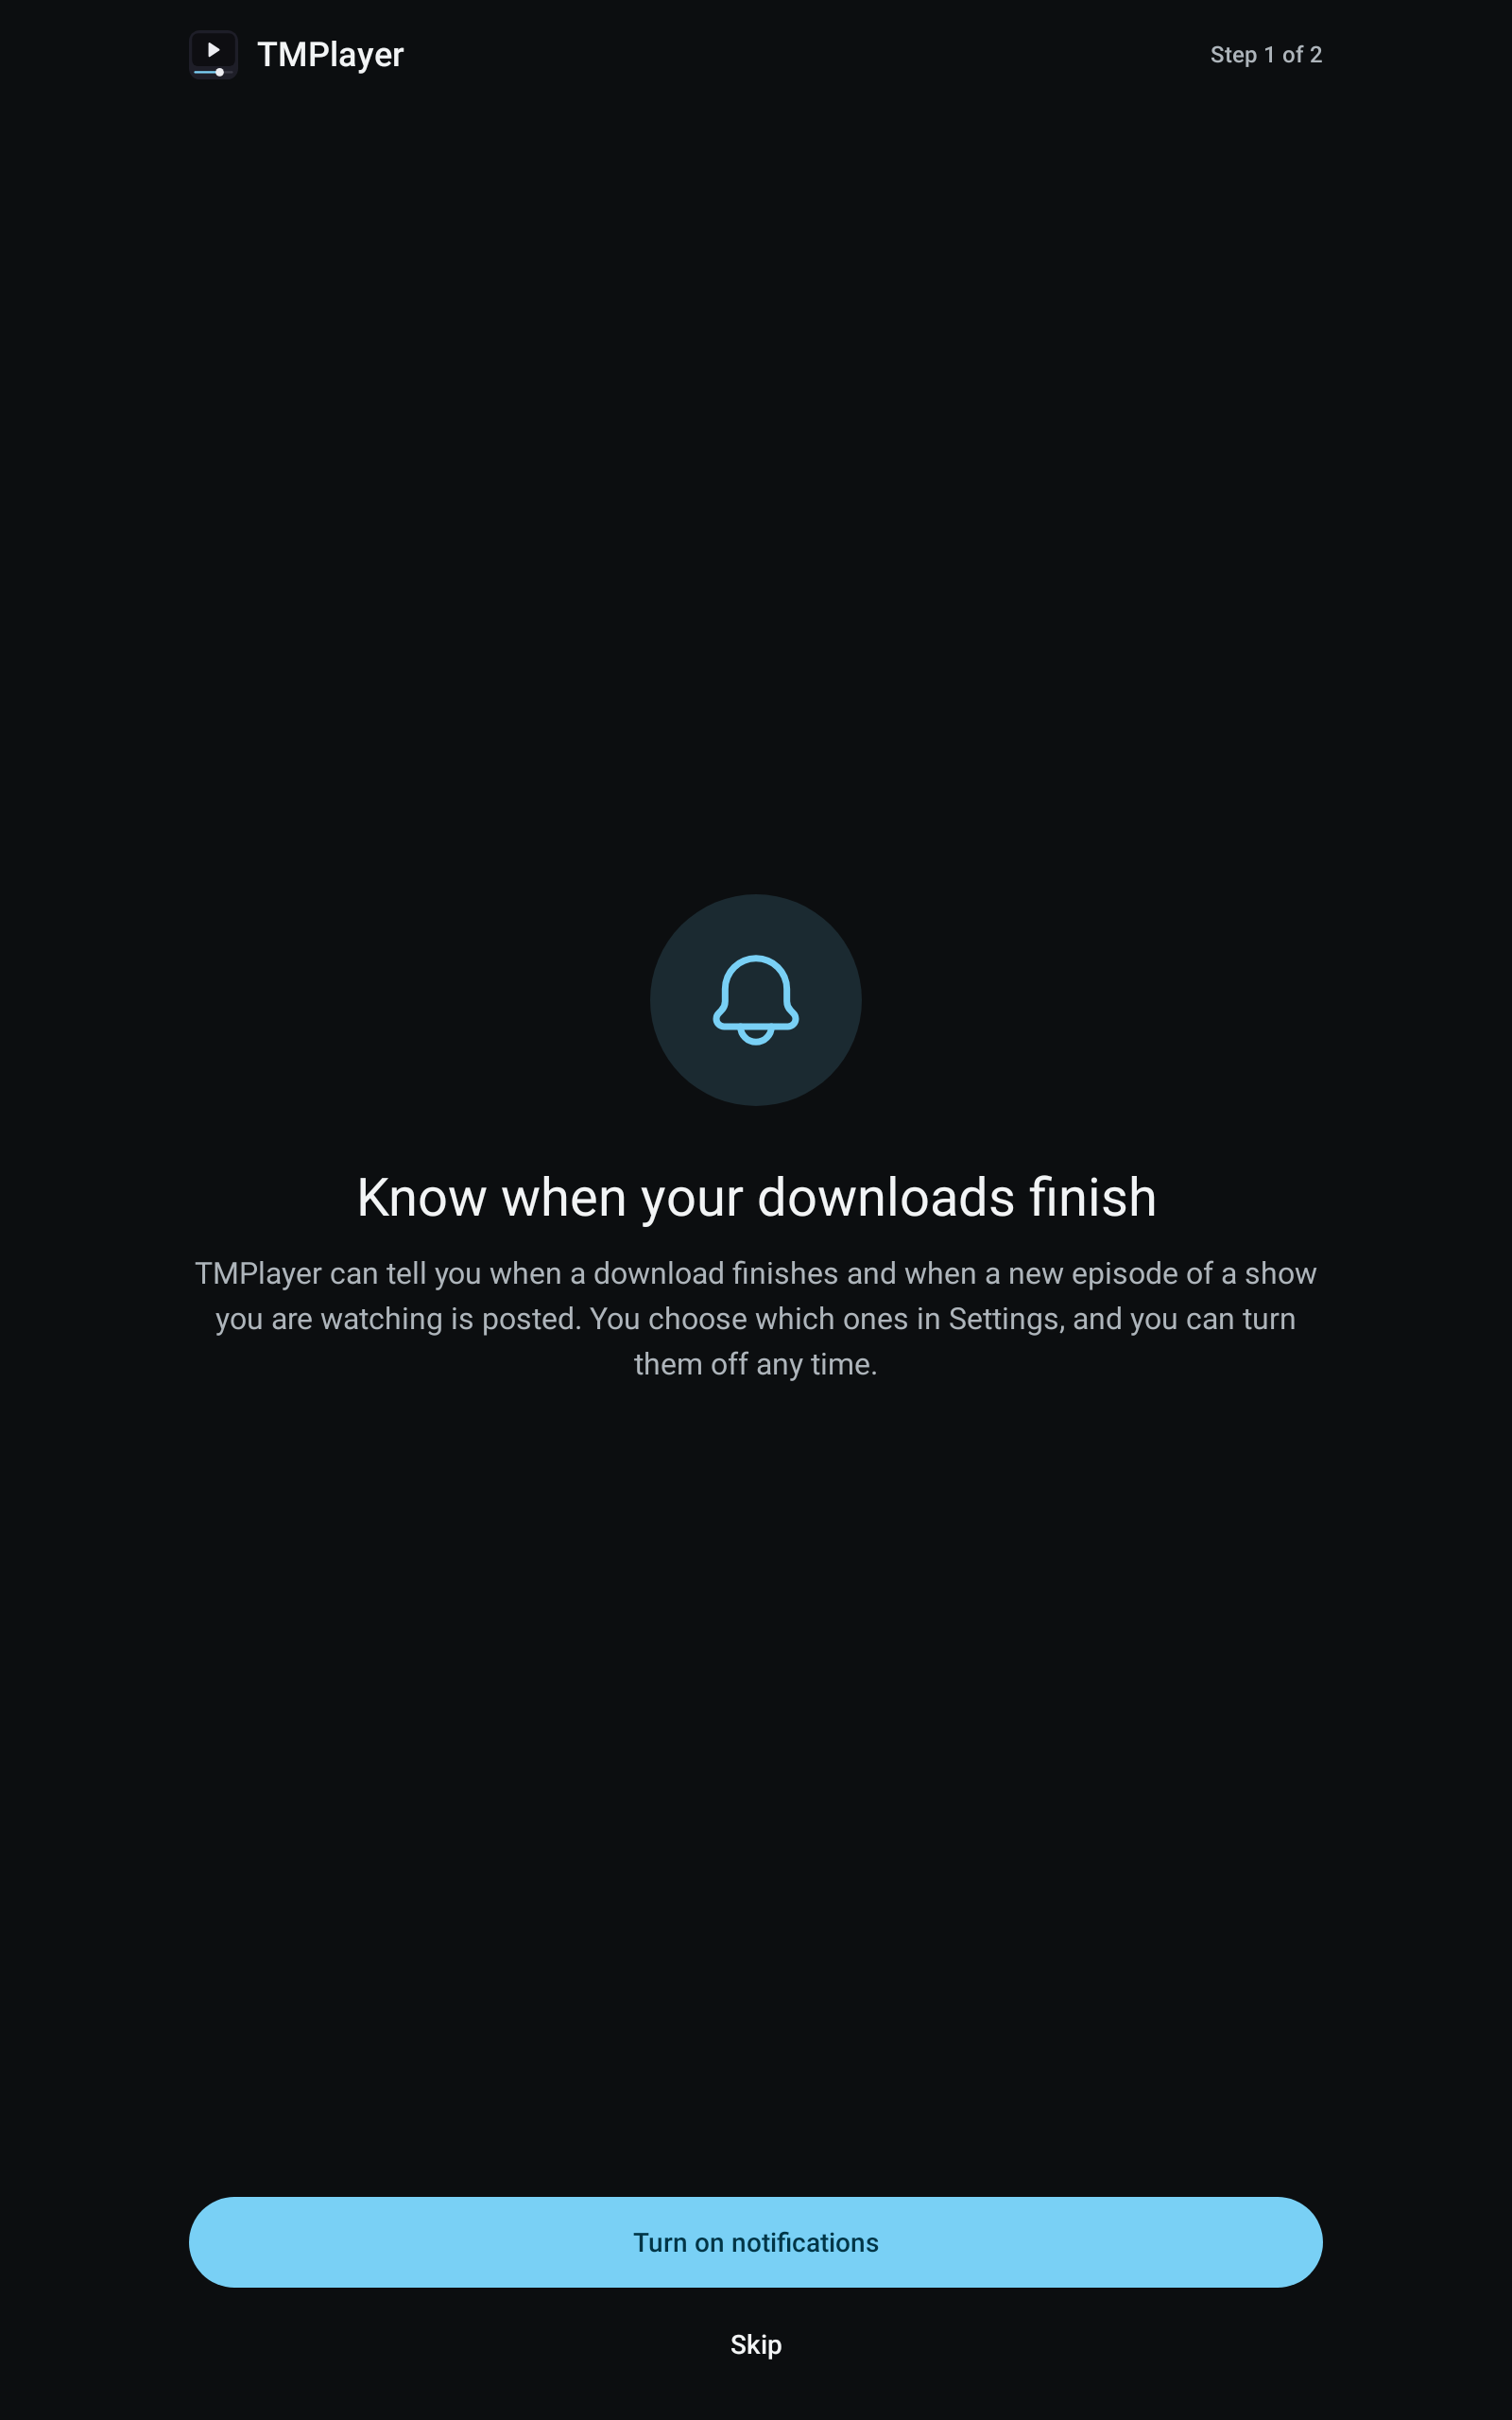 TMPlayer
Step 1 of 2
Know when your downloads finish
TMPlayer can tell you when a download finishes and when a new episode of a show
you are watching is posted. You choose which ones in Settings, and you can turn
them off any time.
Turn on notifications
Skip